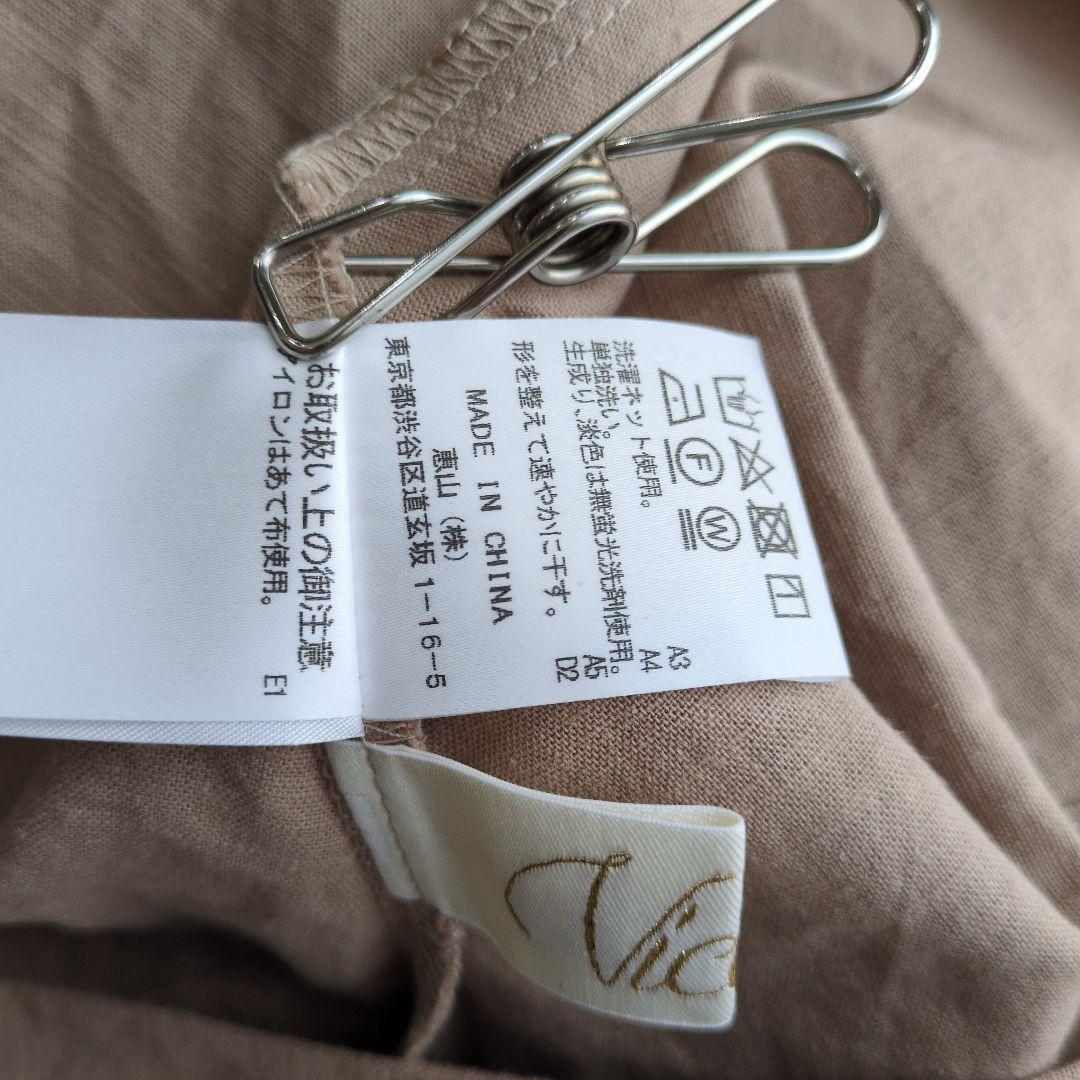 F
W
洗濯ネット使用。 A3
単独洗い。 A4
生成り、淡色は無蛍光洗剤使用。 A5
形を整えて速やかに干す。 D2
MADE IN CHINA
恵山（株）
東京都渋谷区道玄坂1-16-5
お取扱い上の御注意
アイロンはあて布使用。 E1